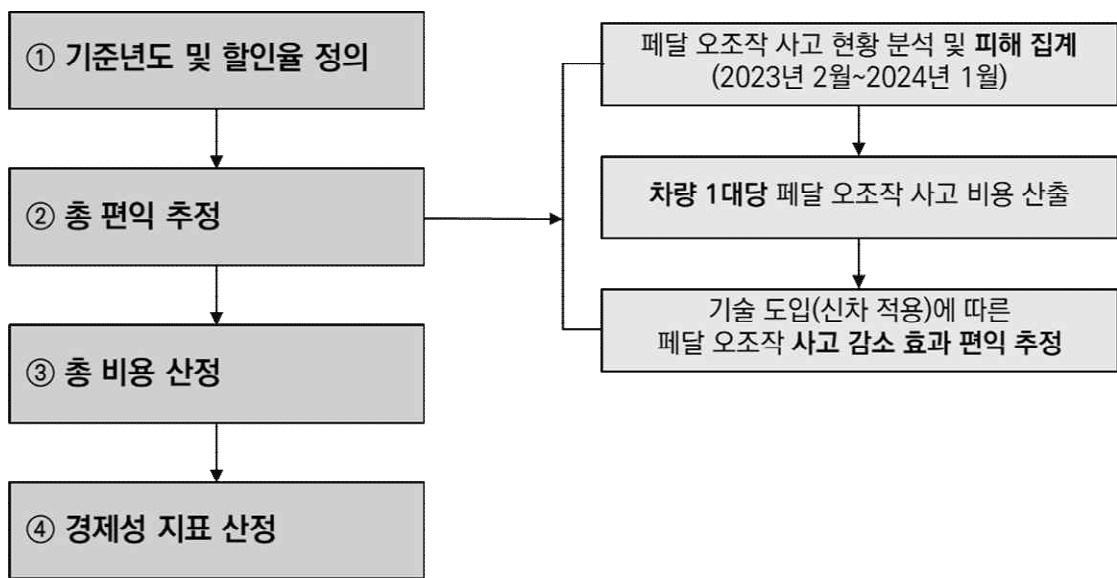 ① 기준년도 및 할인율 정의
② 총 편익 추정
③ 총 비용 산정
④ 경제성 지표 산정
페달 오조작 사고 현황 분석 및 피해 집계
(2023년 2월~2024년 1월)
차량 1대당 페달 오조작 사고 비용 산출
기술 도입(신차 적용)에 따른
페달 오조작 사고 감소 효과 편익 추정